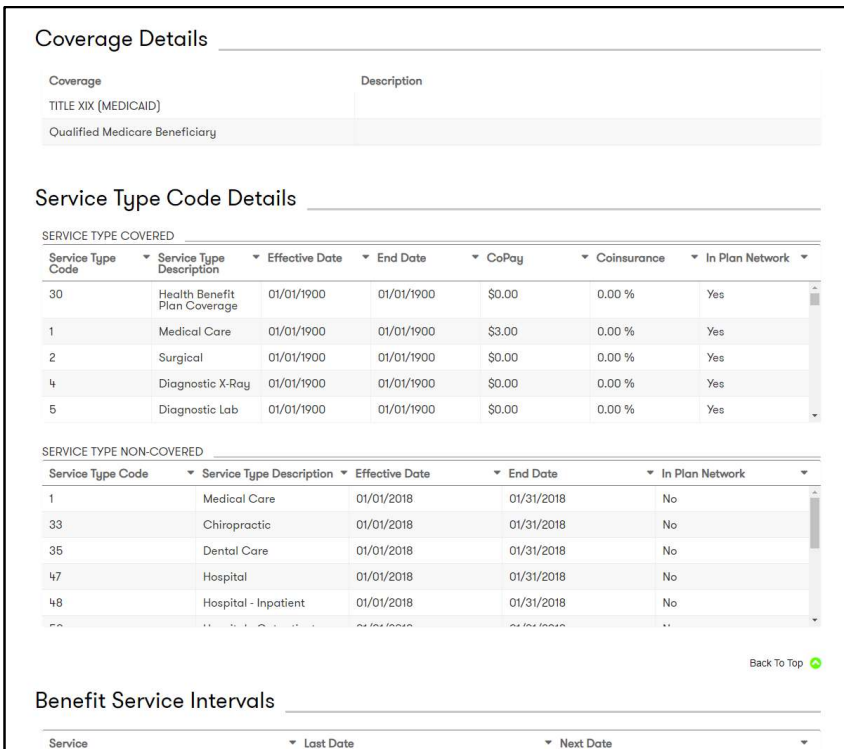 Coverage Details
Coverage Description
TITLE XIX (MEDICAID)
Qualified Medicare Beneficiary
Service Type Code Details
SERVICE TYPE COVERED
Service Type Code Service Type Description Effective Date End Date CoPay Coinsurance In Plan Network
30 Health Benefit Plan Coverage 01/01/1900 01/01/1900 $0.00 0.00 % Yes
1 Medical Care 01/01/1900 01/01/1900 $3.00 0.00 % Yes
2 Surgical 01/01/1900 01/01/1900 $0.00 0.00 % Yes
4 Diagnostic X-Ray 01/01/1900 01/01/1900 $0.00 0.00 % Yes
5 Diagnostic Lab 01/01/1900 01/01/1900 $0.00 0.00 % Yes
SERVICE TYPE NON-COVERED
Service Type Code Service Type Description Effective Date End Date In Plan Network
1 Medical Care 01/01/2018 01/31/2018 No
33 Chiropractic 01/01/2018 01/31/2018 No
35 Dental Care 01/01/2018 01/31/2018 No
47 Hospital 01/01/2018 01/31/2018 No
48 Hospital - Inpatient 01/01/2018 01/31/2018 No
Back To Top
Benefit Service Intervals
Service Last Date Next Date